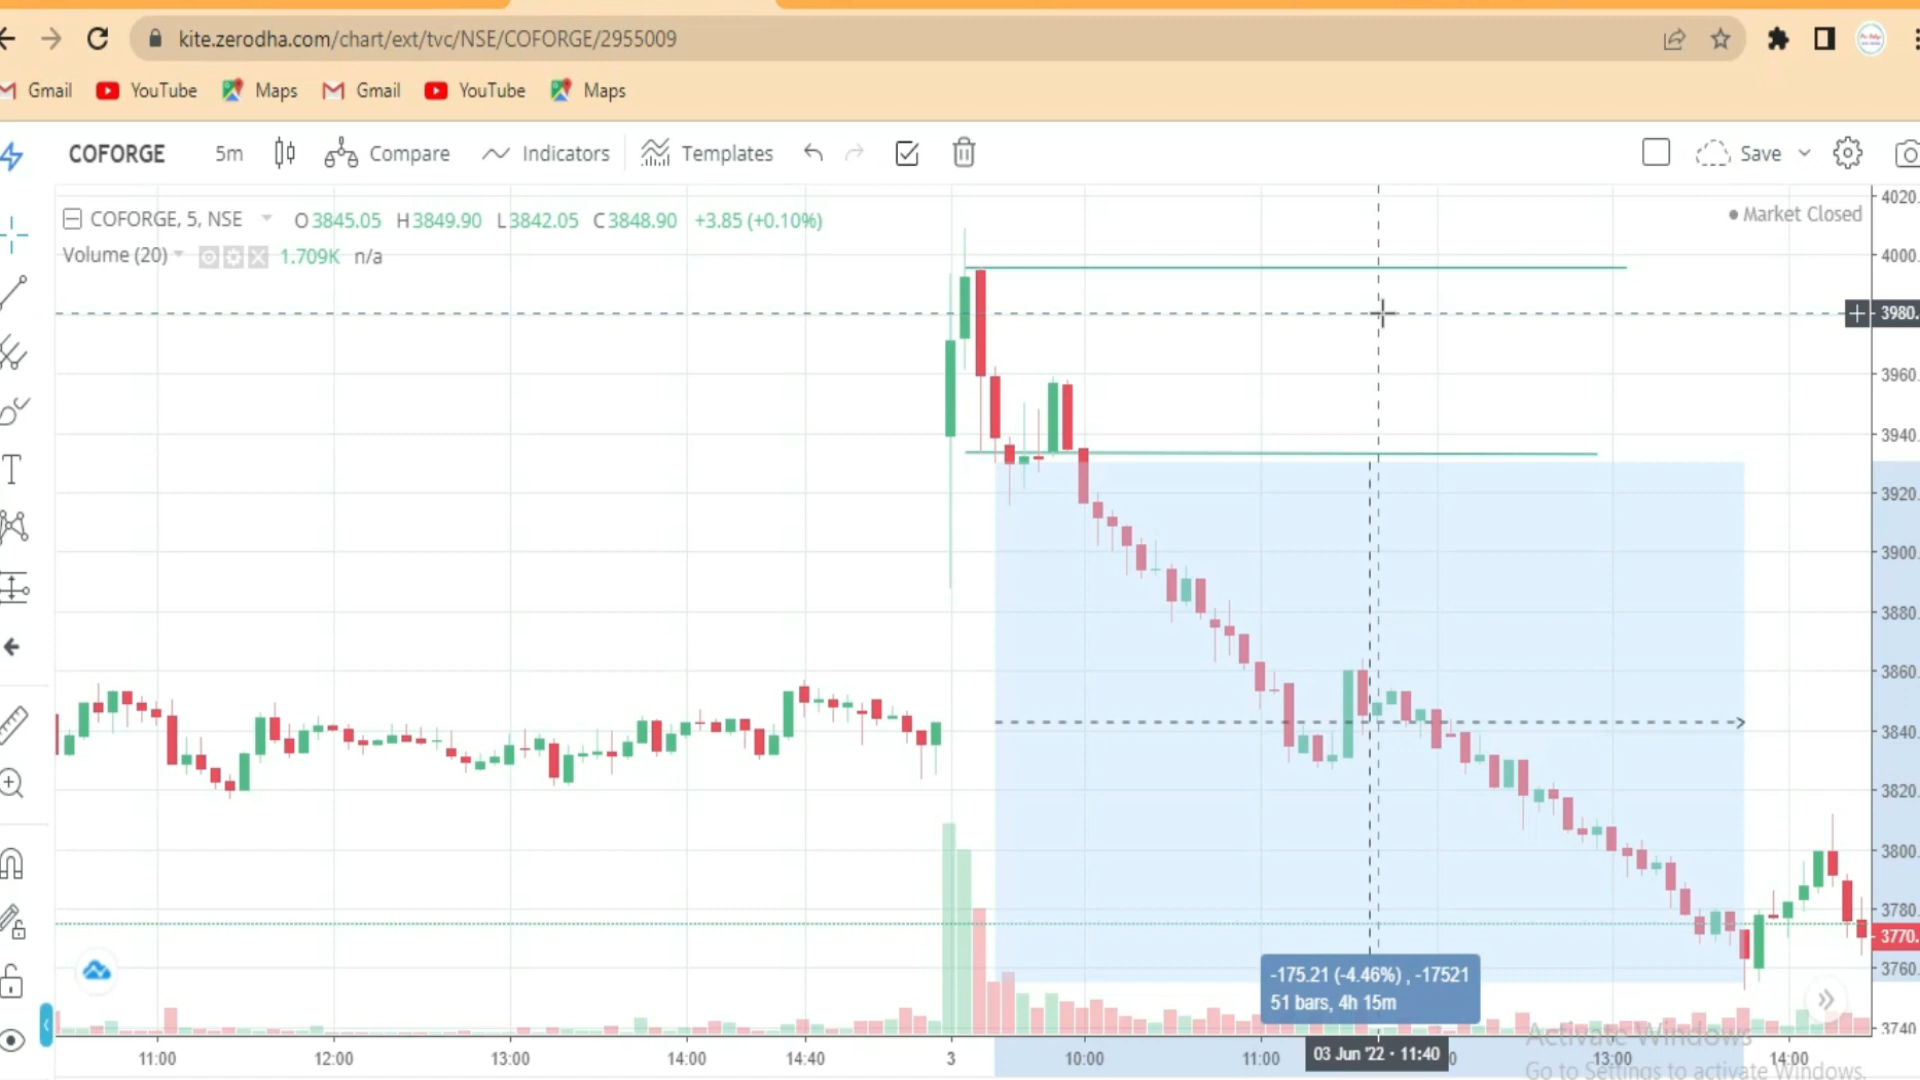 kite.zerodha.com/chart/ext/tvc/NSE/COFORGE/2955009
Gmail YouTube Maps Gmail YouTube Maps
COFORGE 5m Compare Indicators Templates Save
COFORGE, 5, NSE O3845.05 H3849.90 L3842.05 C3848.90 +3.85 (+0.10%)
Market Closed
Volume (20) 1.709K n/a
4020.
4000.
3980.
3960.
3940.
3920.
3900.
3880.
3860.
3840.
3820.
3800.
3780.
3770.
3760.
3740
-175.21 (-4.46%) , -17521
51 bars, 4h 15m
Activate Windows
Go to Settings to activate Windows.
11:00 12:00 13:00 14:00 14:40 3 10:00 11:00 03 Jun '22 · 11:40 13:00 14:00